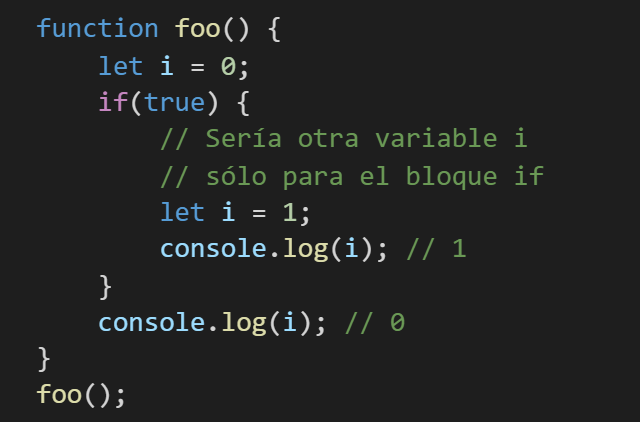 function foo() {
    let i = 0;
    if(true) {
        // Sería otra variable i
        // sólo para el bloque if
        let i = 1;
        console.log(i); // 1
    }
    console.log(i); // 0
}
foo();